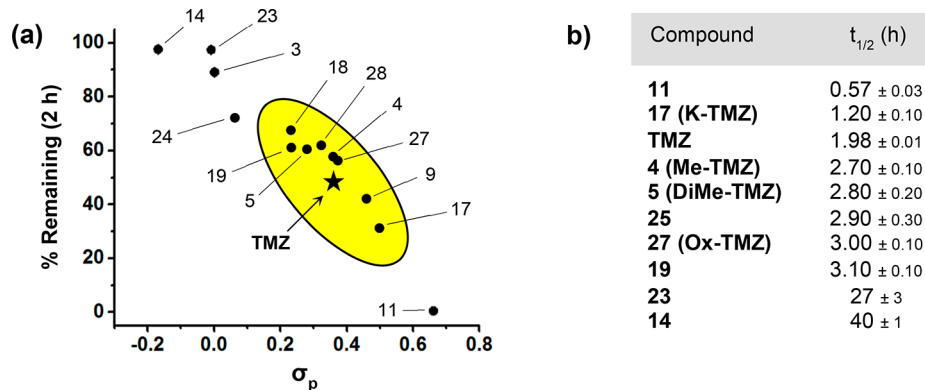 (a)
14
23
3
18
28
4
27
9
17
24
19
5
TMZ
11
100
80
60
40
20
0
-0.2 0.0 0.2 0.4 0.6 0.8
% Remaining (2 h)
σp
b)
Compound t1/2 (h)
11 0.57 ± 0.03
17 (K-TMZ) 1.20 ± 0.10
TMZ 1.98 ± 0.01
4 (Me-TMZ) 2.70 ± 0.10
5 (DiMe-TMZ) 2.80 ± 0.20
25 2.90 ± 0.30
27 (Ox-TMZ) 3.00 ± 0.10
19 3.10 ± 0.10
23 27 ± 3
14 40 ± 1